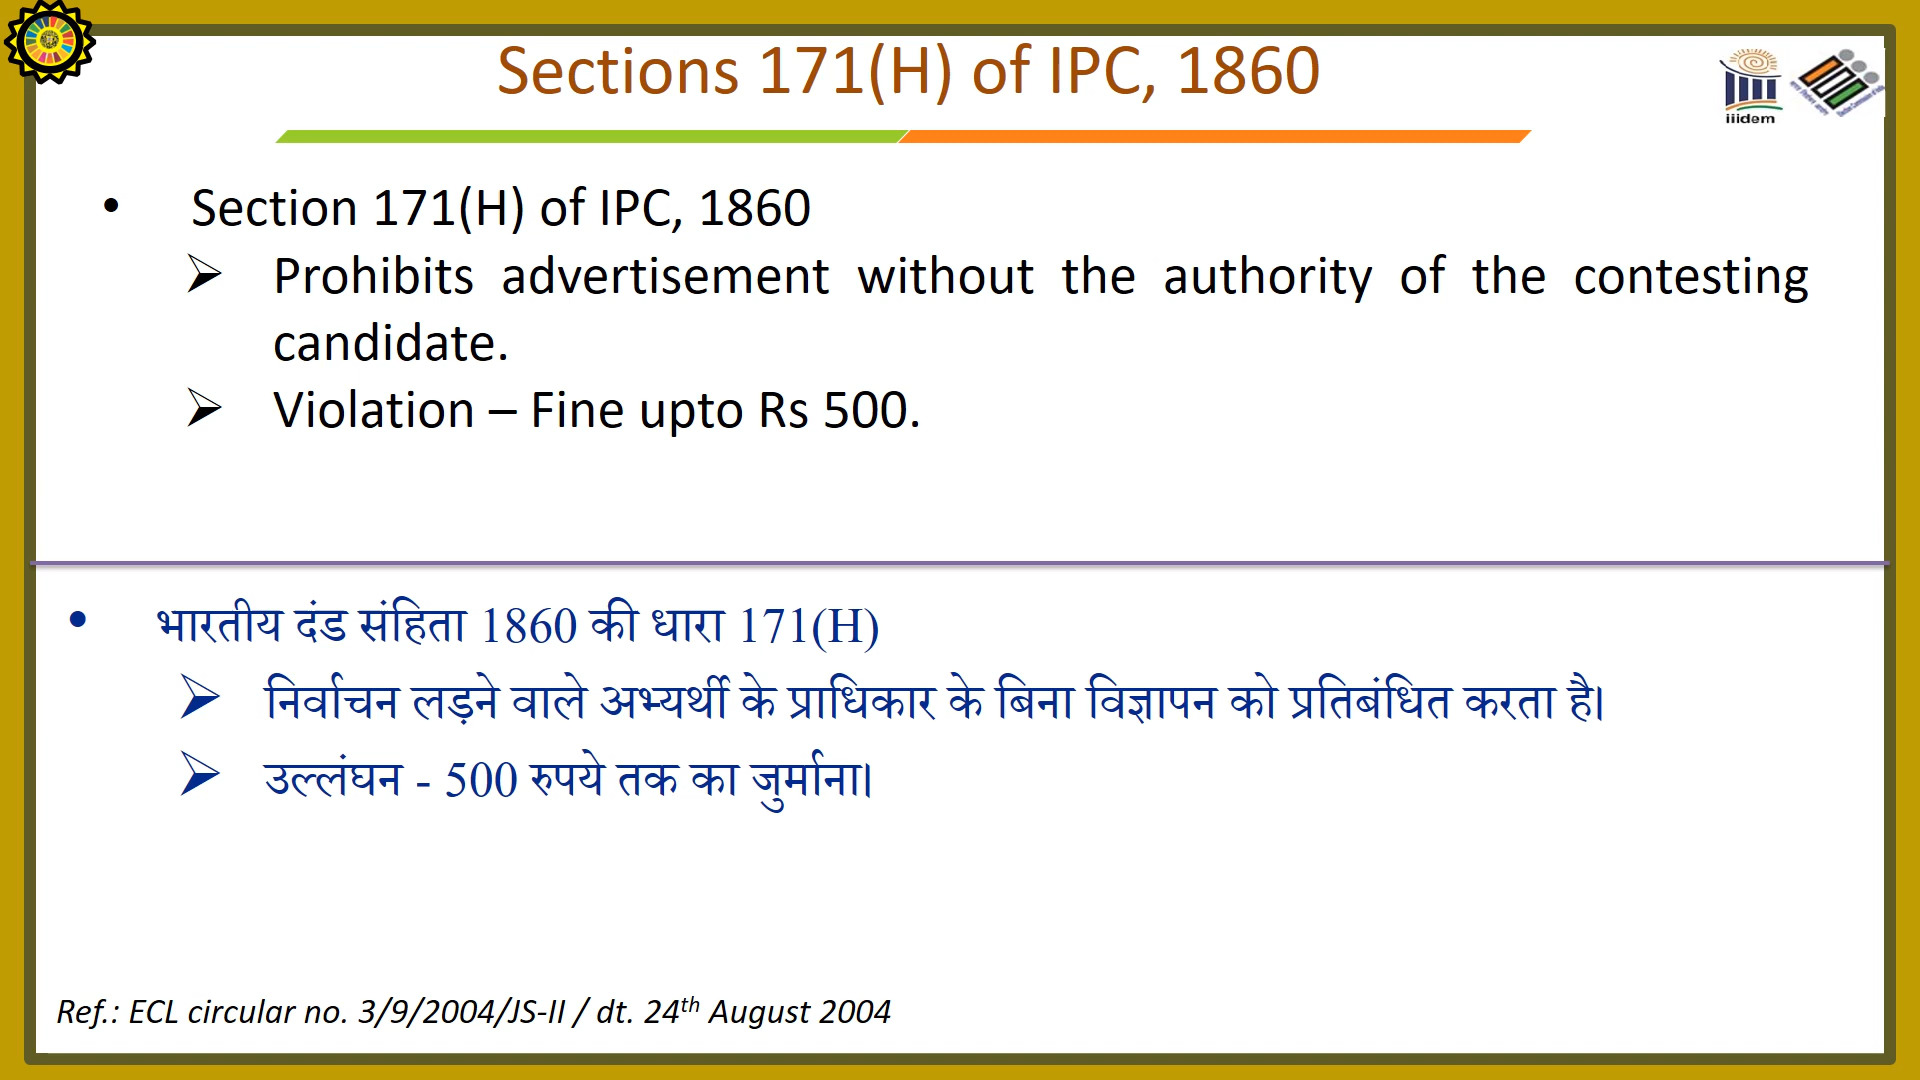 Sections 171(H) of IPC, 1860
iiidem
• Section 171(H) of IPC, 1860
➢ Prohibits advertisement without the authority of the contesting
candidate.
➢ Violation – Fine upto Rs 500.
• भारतीय दंड संहिता 1860 की धारा 171(H)
➢ निर्वाचन लड़ने वाले अभ्यर्थी के प्राधिकार के बिना विज्ञापन को प्रतिबंधित करता है।
➢ उल्लंघन - 500 रुपये तक का जुर्माना।
Ref.: ECL circular no. 3/9/2004/JS-II / dt. 24th August 2004